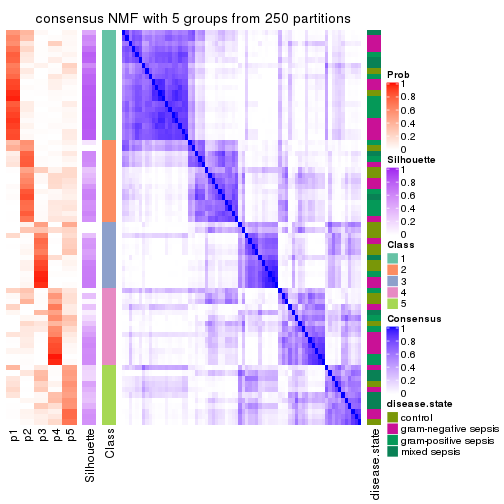 consensus NMF with 5 groups from 250 partitions
p1
p2
p3
p4
p5
Silhouette
Class
disease.state
Prob
1
0.8
0.6
0.4
0.2
0
Silhouette
1
0.8
0.6
0.4
0.2
0
Class
1
2
3
4
5
Consensus
1
0.8
0.6
0.4
0.2
0
disease.state
control
gram-negative sepsis
gram-positive sepsis
mixed sepsis